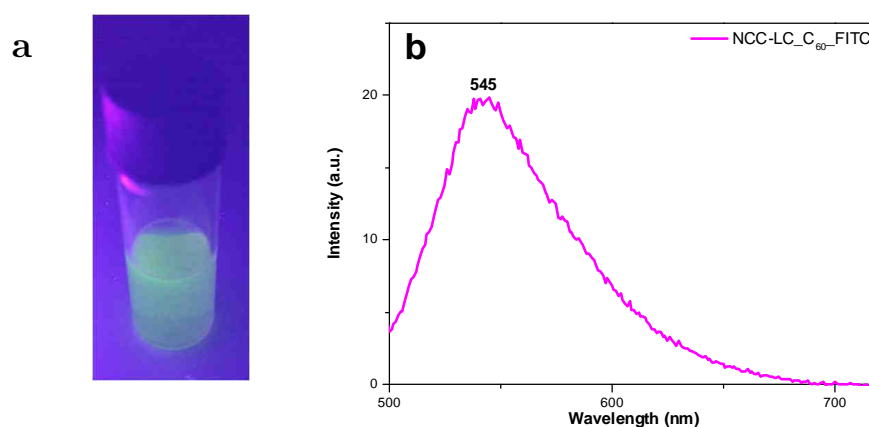 a
b
NCC-LC_C₆₀_FITC
545
20
10
0
Intensity (a.u.)
500
600
700
Wavelength (nm)